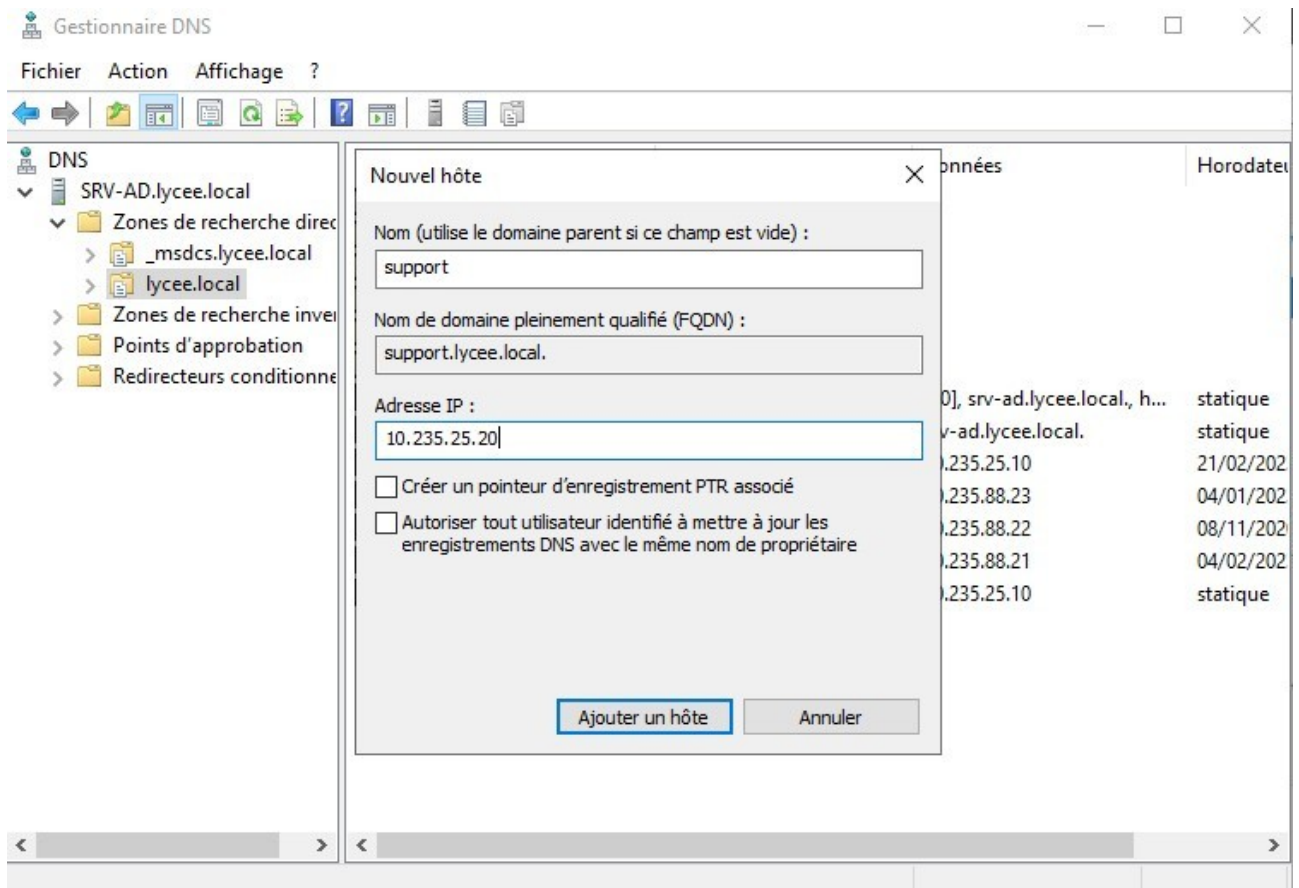 Gestionnaire DNS
Fichier Action Affichage ?
DNS
SRV-AD.lycee.local
Zones de recherche direc
_msdcs.lycee.local
lycee.local
Zones de recherche inver
Points d'approbation
Redirecteurs conditionne
Nouvel hôte
Nom (utilise le domaine parent si ce champ est vide) :
support
Nom de domaine pleinement qualifié (FQDN) :
support.lycee.local.
Adresse IP :
10.235.25.20
Créer un pointeur d'enregistrement PTR associé
Autoriser tout utilisateur identifié à mettre à jour les
enregistrements DNS avec le même nom de propriétaire
Ajouter un hôte Annuler
onnées Horodateu
0], srv-ad.lycee.local., h... statique
v-ad.lycee.local. statique
.235.25.10 21/02/202
.235.88.23 04/01/202
.235.88.22 08/11/202
.235.88.21 04/02/202
.235.25.10 statique